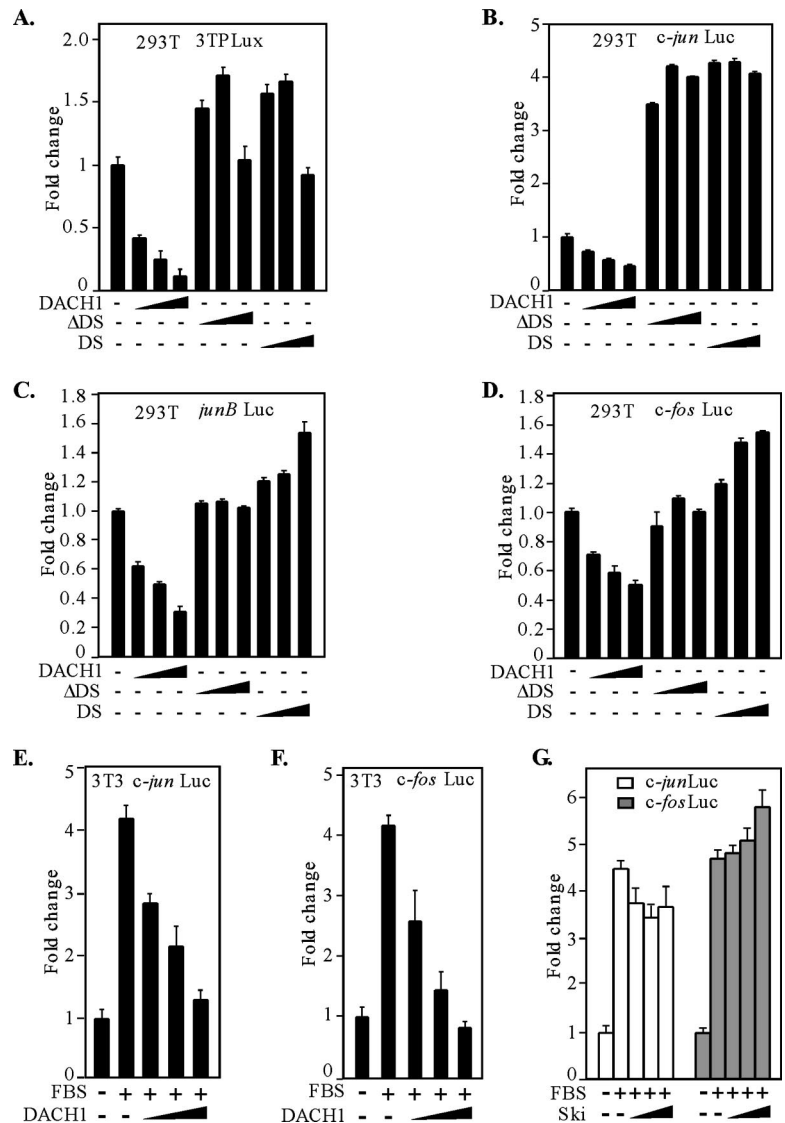 A.
293T 3TPLux
Fold change
2.0
1.5
1
0.5
0
DACH1 - - - - - - - -
ΔDS - - - - - - - -
DS - - - - - - - -
B.
293T c-jun Luc
Fold change
5
4
3
2
1
0
DACH1 - - - - - - - -
ΔDS - - - - - - - -
DS - - - - - - - -
C.
293T junB Luc
Fold change
1.8
1.6
1.4
1.2
1.0
0.8
0.6
0.4
0.2
0
DACH1 - - - - - - - -
ΔDS - - - - - - - -
DS - - - - - - - -
D.
293T c-fos Luc
Fold change
1.8
1.6
1.4
1.2
1.0
0.8
0.6
0.4
0.2
0
DACH1 - - - - - - - -
ΔDS - - - - - - - -
DS - - - - - - - -
E.
3T3 c-jun Luc
Fold change
5
4
3
2
1
0
FBS - + + + +
DACH1 - -
F.
3T3 c-fos Luc
Fold change
5
4
3
2
1
0
FBS - + + + +
DACH1 - -
G.
c-junLuc
c-fosLuc
Fold change
6
5
4
3
2
1
0
FBS - ++++ - ++++
Ski - - - -